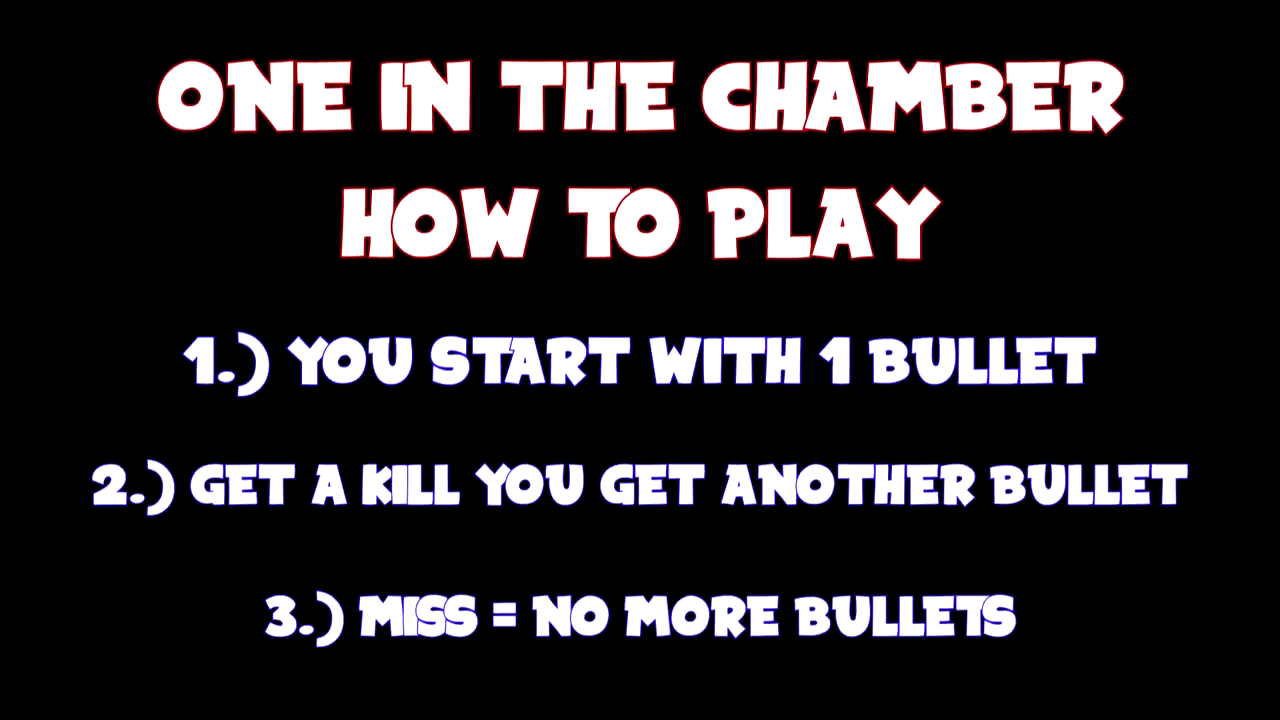 ONE IN THE CHAMBER
HOW TO PLAY
1.) YOU START WITH 1 BULLET
2.) GET A KILL YOU GET ANOTHER BULLET
3.) MISS = NO MORE BULLETS